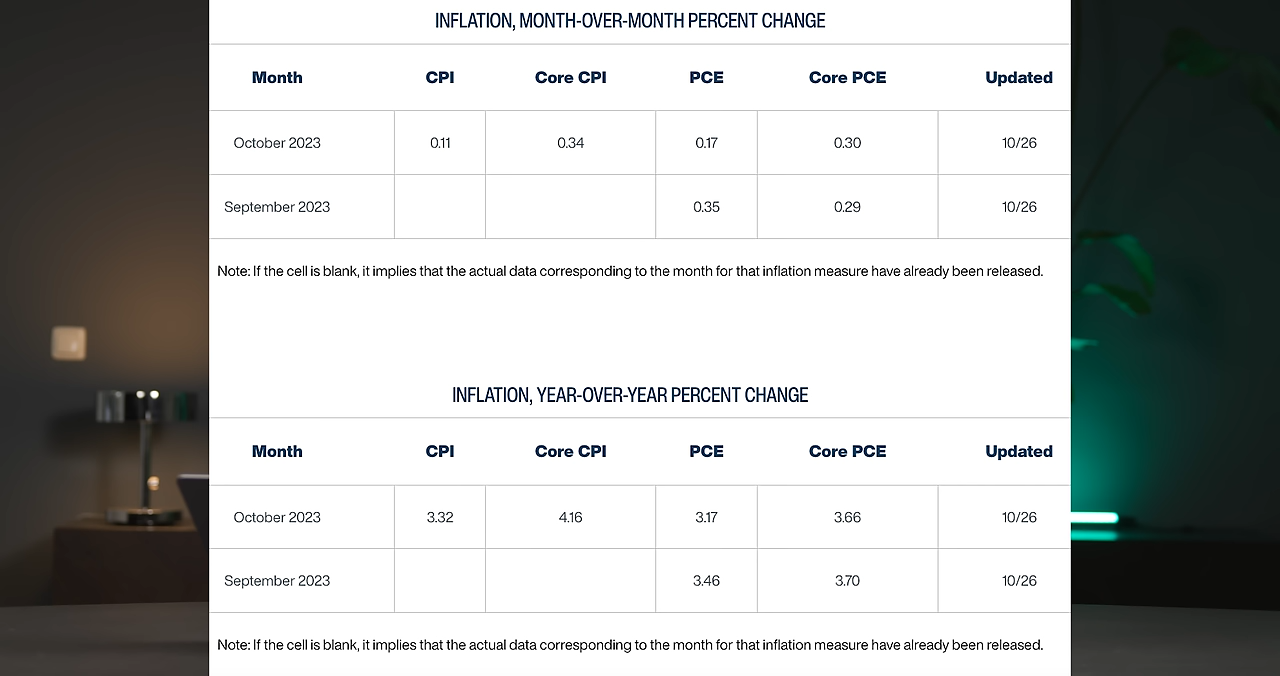 INFLATION, MONTH-OVER-MONTH PERCENT CHANGE
Month CPI Core CPI PCE Core PCE Updated
October 2023 0.11 0.34 0.17 0.30 10/26
September 2023 0.35 0.29 10/26
Note: If the cell is blank, it implies that the actual data corresponding to the month for that inflation measure have already been released.
INFLATION, YEAR-OVER-YEAR PERCENT CHANGE
Month CPI Core CPI PCE Core PCE Updated
October 2023 3.32 4.16 3.17 3.66 10/26
September 2023 3.46 3.70 10/26
Note: If the cell is blank, it implies that the actual data corresponding to the month for that inflation measure have already been released.